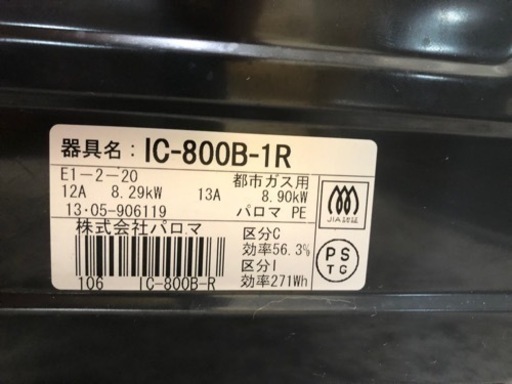 器具名：IC-800B-1R
E1-2-20 都市ガス用
12A 8.29kW 13A 8.90kW
13·05-906119 パロマ PE
株式会社パロマ
区分C
効率56.3%
区分I
効率271Wh
106 IC-800B-R
JIA認証
PS
TG